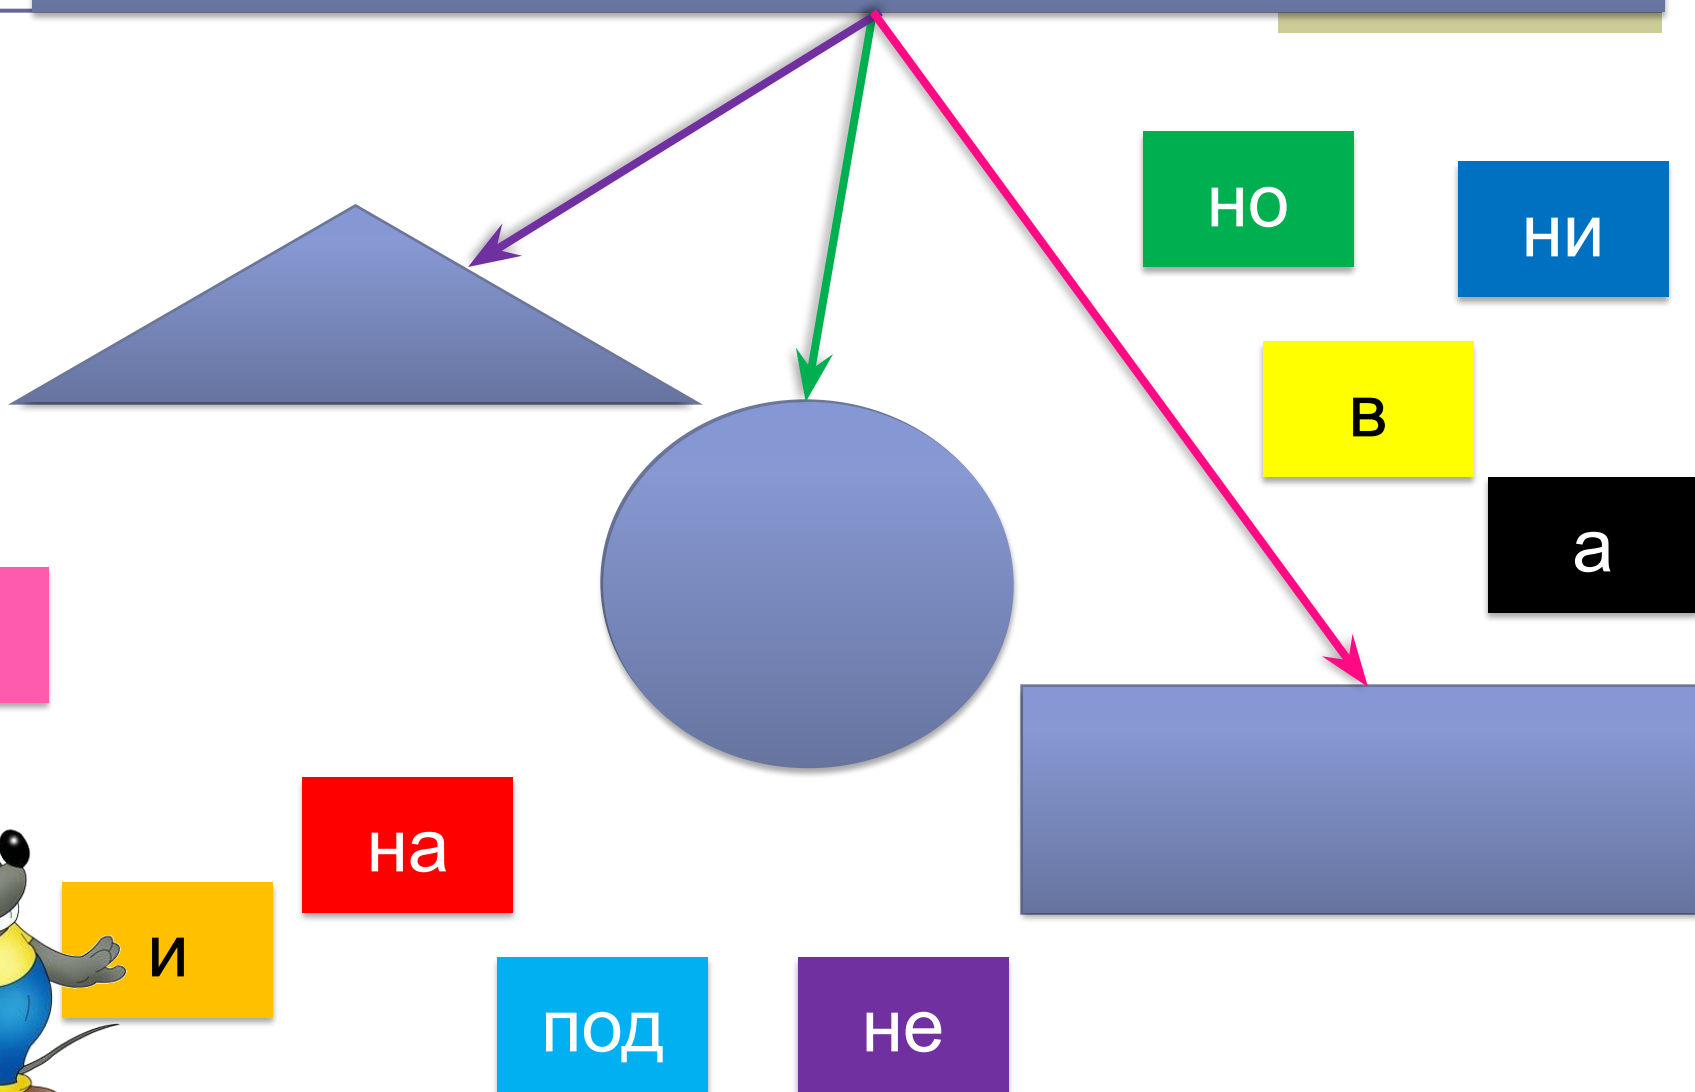 но
ни
в
а
на
и
под
не